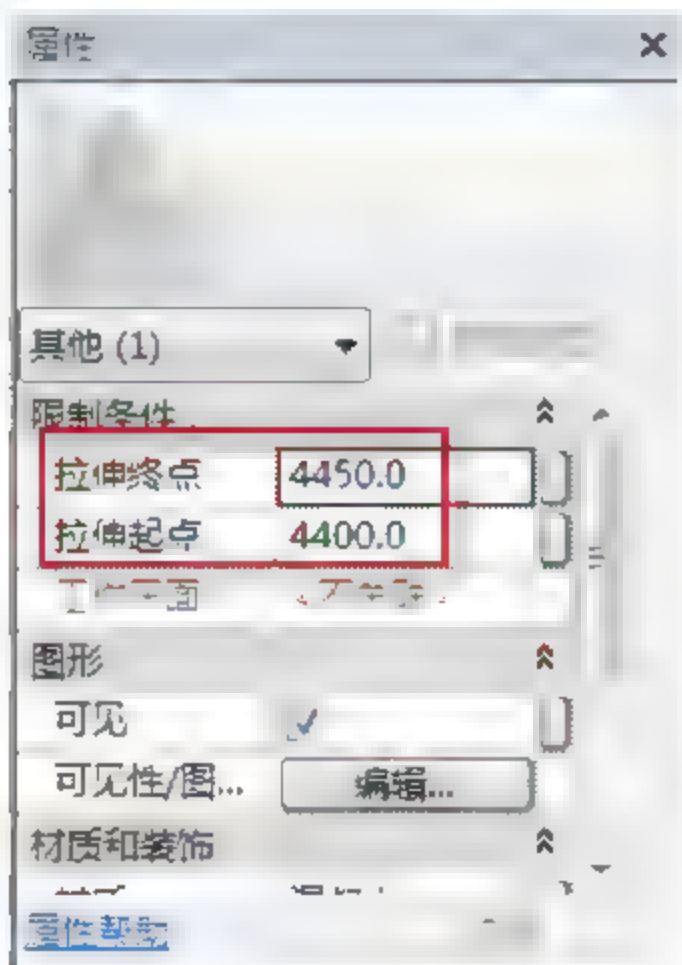 属性
其他 (1)
限制条件
拉伸终点 4450.0
拉伸起点 4400.0
图形
可见
可见性/图...
编辑...
材质和装饰
属性帮助